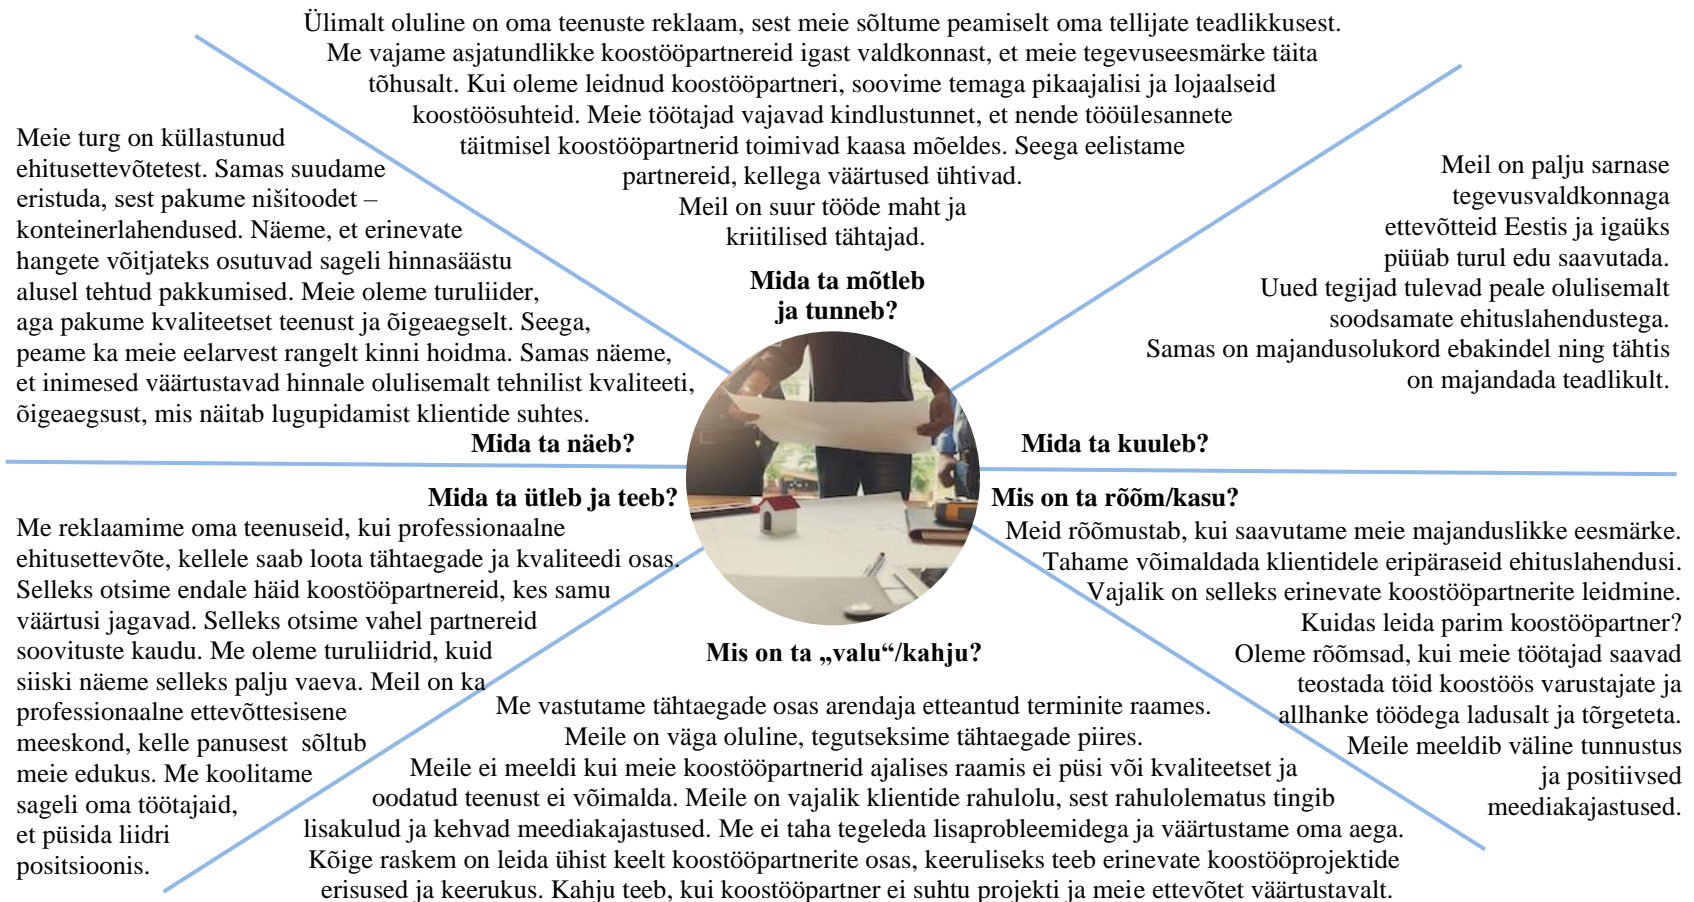 Ülimalt oluline on oma teenuste reklaam, sest meie sõltume peamiselt oma tellijate teadlikkusest.
Me vajame asjatundlikke koostööpartnereid igast valdkonnast, et meie tegevuseesmärke täita
tõhusalt. Kui oleme leidnud koostööpartneri, soovime temaga pikaajalisi ja lojaalseid
koostöösuhteid. Meie töötajad vajavad kindlustunnet, et nende tööülesannete
täitmisel koostööpartnerid toimivad kaasa mõeldes. Seega eelistame
partnereid, kellega väärtused ühtivad.
Meil on suur tööde maht ja
kriitilised tähtajad.
Mida ta mõtleb
ja tunneb?
Meie turg on küllastunud
ehitusettevõtetest. Samas suudame
eristuda, sest pakume nišitoodet –
konteinerlahendused. Näeme, et erinevate
hangete võitjateks osutuvad sageli hinnasäästu
alusel tehtud pakkumised. Meie oleme turuliider,
aga pakume kvaliteetset teenust ja õigeaegselt. Seega,
peame ka meie eelarvest rangelt kinni hoidma. Samas näeme,
et inimesed väärtustavad hinnale olulisemalt tehnilist kvaliteeti,
õigeaegsust, mis näitab lugupidamist klientide suhtes.
Mida ta näeb?
Meil on palju sarnase
tegevusvaldkonnaga
ettevõtteid Eestis ja igaüks
püüab turul edu saavutada.
Uued tegijad tulevad peale olulisemalt
soodsamate ehituslahendustega.
Samas on majandusolukord ebakindel ning tähtis
on majandada teadlikult.
Mida ta kuuleb?
Mida ta ütleb ja teeb?
Me reklaamime oma teenuseid, kui professionaalne
ehitusettevõte, kellele saab loota tähtaegade ja kvaliteedi osas.
Selleks otsime endale häid koostööpartnereid, kes samu
väärtusi jagavad. Selleks otsime vahel partnereid
soovituste kaudu. Me oleme turuliidrid, kuid
siiski näeme selleks palju vaeva. Meil on ka
professionaalne ettevõttesisene
meeskond, kelle panusest sõltub
meie edukus. Me koolitame
sageli oma töötajaid,
et püsida liidri
positsioonis.
Mis on ta rõõm/kasu?
Meid rõõmustab, kui saavutame meie majanduslikke eesmärke.
Tahame võimaldada klientidele eripäraseid ehituslahendusi.
Vajalik on selleks erinevate koostööpartnerite leidmine.
Kuidas leida parim koostööpartner?
Oleme rõõmsad, kui meie töötajad saavad
teostada töid koostöös varustajate ja
allhanke töödega ladusalt ja tõrgeteta.
Meile meeldib väline tunnustus
ja positiivsed
meediakajastused.
Mis on ta „valu“/kahju?
Me vastutame tähtaegade osas arendaja etteantud terminite raames.
Meile on väga oluline, tegutseksime tähtaegade piires.
Meile ei meeldi kui meie koostööpartnerid ajalises raamis ei püsi või kvaliteetset ja
oodatud teenust ei võimalda. Meile on vajalik klientide rahulolu, sest rahulolematus tingib
lisakulud ja kehvad meediakajastused. Me ei taha tegeleda lisaprobleemidega ja väärtustame oma aega.
Kõige raskem on leida ühist keelt koostööpartnerite osas, keeruliseks teeb erinevate koostööprojektide
erisused ja keerukus. Kahju teeb, kui koostööpartner ei suhtu projekti ja meie ettevõtet väärtustavalt.